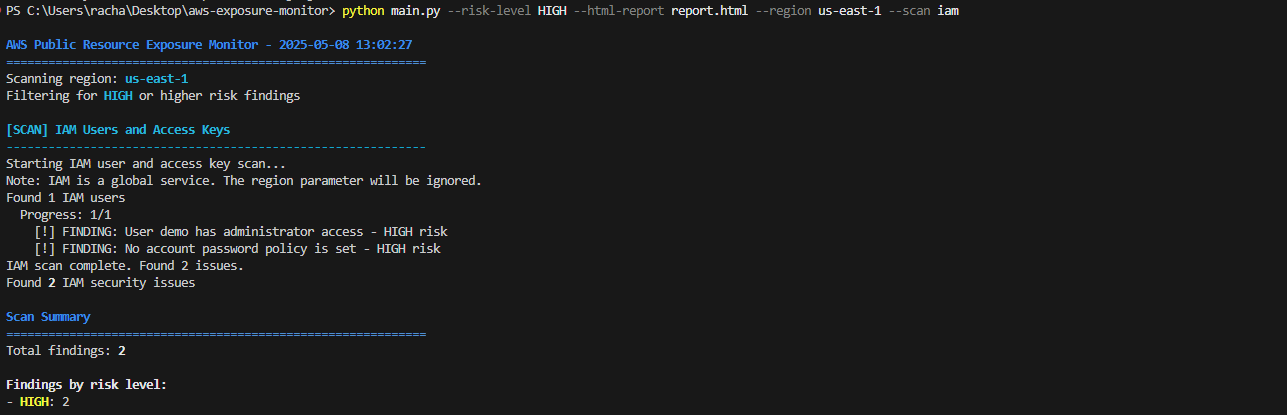 PS C:\Users\racha\Desktop\aws-exposure-monitor> python main.py --risk-level HIGH --html-report report.html --region us-east-1 --scan iam
AWS Public Resource Exposure Monitor - 2025-05-08 13:02:27
============================================================
Scanning region: us-east-1
Filtering for HIGH or higher risk findings
[SCAN] IAM Users and Access Keys
------------------------------------------------------------
Starting IAM user and access key scan...
Note: IAM is a global service. The region parameter will be ignored.
Found 1 IAM users
Progress: 1/1
[!] FINDING: User demo has administrator access - HIGH risk
[!] FINDING: No account password policy is set - HIGH risk
IAM scan complete. Found 2 issues.
Found 2 IAM security issues
Scan Summary
============================================================
Total findings: 2
Findings by risk level:
- HIGH: 2